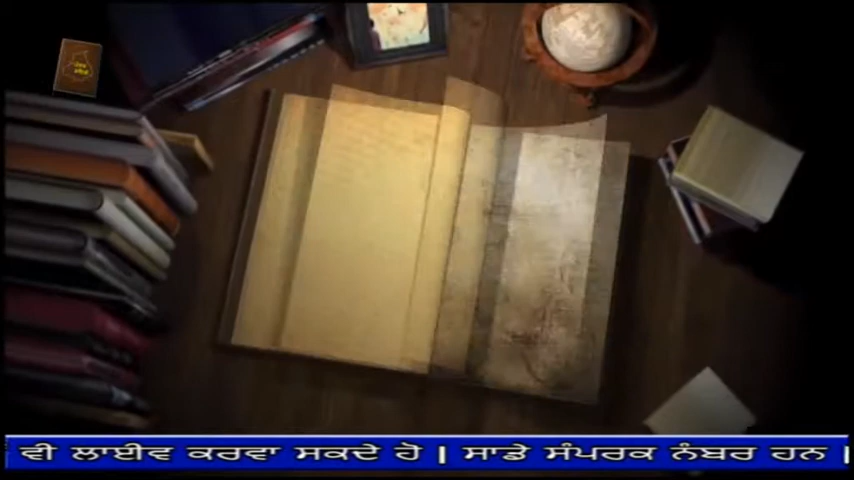 ਵੀ ਲਾਈਵ ਕਰਵਾ ਸਕਦੇ ਹੋ | ਸਾਡੇ ਸੰਪਰਕ ਨੰਬਰ ਹਨ |